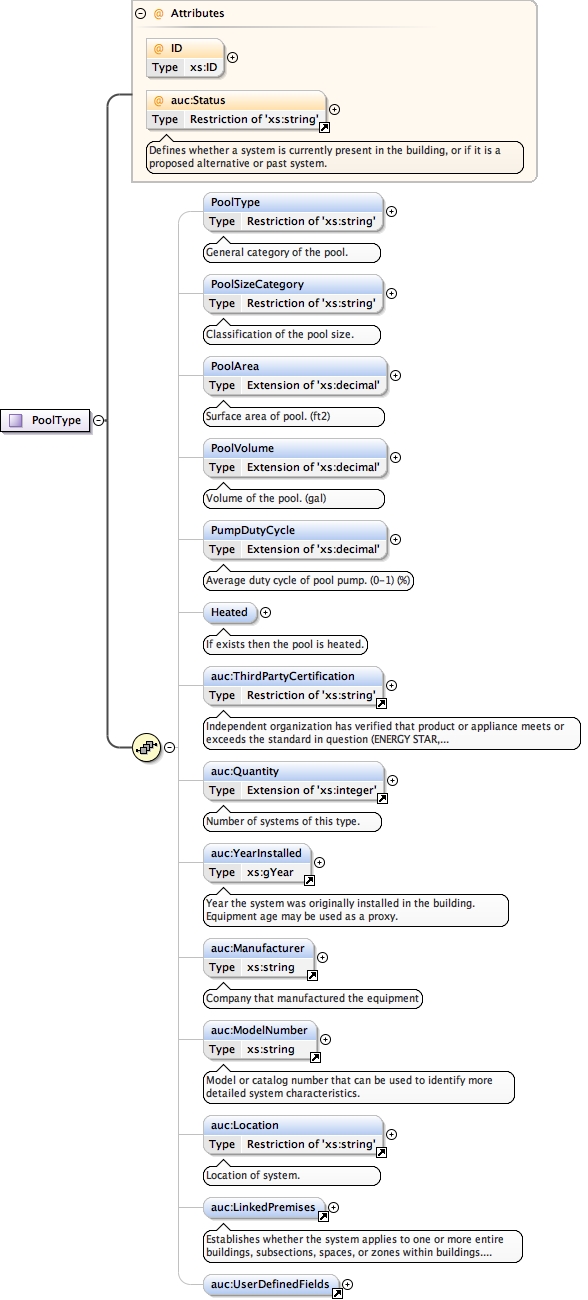 @ Attributes
@ ID
Type xs:ID
@ auc:Status
Type Restriction of 'xs:string'
Defines whether a system is currently present in the building, or if it is a
proposed alternative or past system.
PoolType
PoolType
Type Restriction of 'xs:string'
General category of the pool.
PoolSizeCategory
Type Restriction of 'xs:string'
Classification of the pool size.
PoolArea
Type Extension of 'xs:decimal'
Surface area of pool. (ft2)
PoolVolume
Type Extension of 'xs:decimal'
Volume of the pool. (gal)
PumpDutyCycle
Type Extension of 'xs:decimal'
Average duty cycle of pool pump. (0-1) (%)
Heated
If exists then the pool is heated.
auc:ThirdPartyCertification
Type Restriction of 'xs:string'
Independent organization has verified that product or appliance meets or
exceeds the standard in question (ENERGY STAR,...
auc:Quantity
Type Extension of 'xs:integer'
Number of systems of this type.
auc:YearInstalled
Type xs:gYear
Year the system was originally installed in the building.
Equipment age may be used as a proxy.
auc:Manufacturer
Type xs:string
Company that manufactured the equipment
auc:ModelNumber
Type xs:string
Model or catalog number that can be used to identify more
detailed system characteristics.
auc:Location
Type Restriction of 'xs:string'
Location of system.
auc:LinkedPremises
Establishes whether the system applies to one or more entire
buildings, subsections, spaces, or zones within buildings....
auc:UserDefinedFields